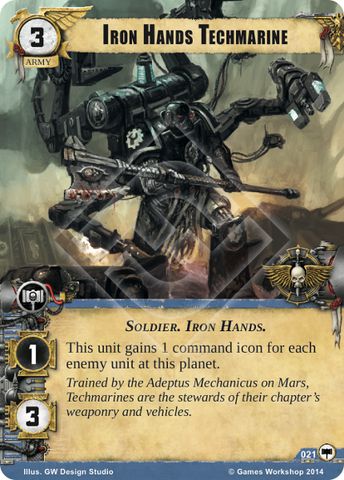 3
ARMY
IRON HANDS TECHMARINE
SOLDIER. IRON HANDS.
1
This unit gains 1 command icon for each
enemy unit at this planet.
Trained by the Adeptus Mechanicus on Mars,
Techmarines are the stewards of their chapter's
weaponry and vehicles.
3
021
Illus. GW Design Studio
© Games Workshop 2014